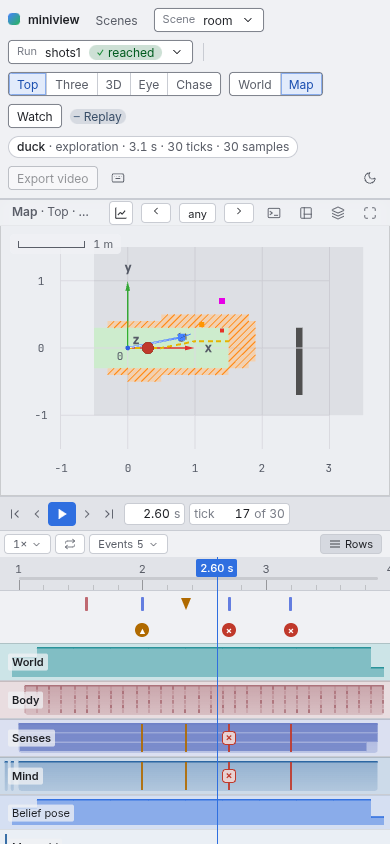 miniview Scenes Scene room
Run shots1 ✓ reached
Top Three 3D Eye Chase World Map
Watch – Replay
duck · exploration · 3.1 s · 30 ticks · 30 samples
Export video
Map · Top · ... any
1 m
y
1
z
x
0
0
-1
-1 0 1 2 3
2.60 s tick 17 of 30
1× Events 5 Rows
1 2 2.60 s 3 4
World
Body
Senses
Mind
Belief pose